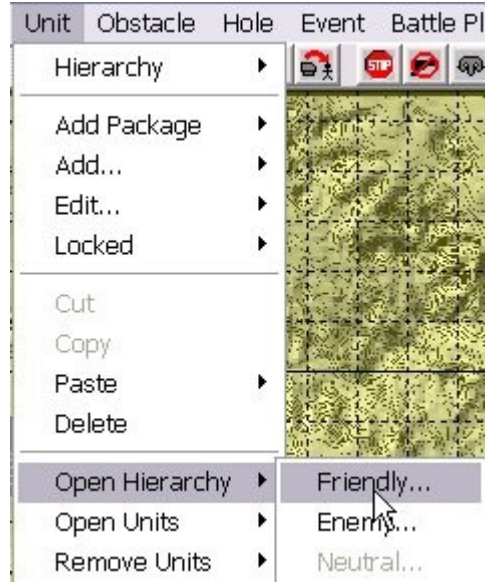 Unit Obstacle Hole Event Battle Pl
Hierarchy
STOP
Add Package
Add...
Edit...
Locked
Cut
Copy
Paste
Delete
Open Hierarchy
Friendly...
Open Units
Enemy...
Remove Units
Neutral...